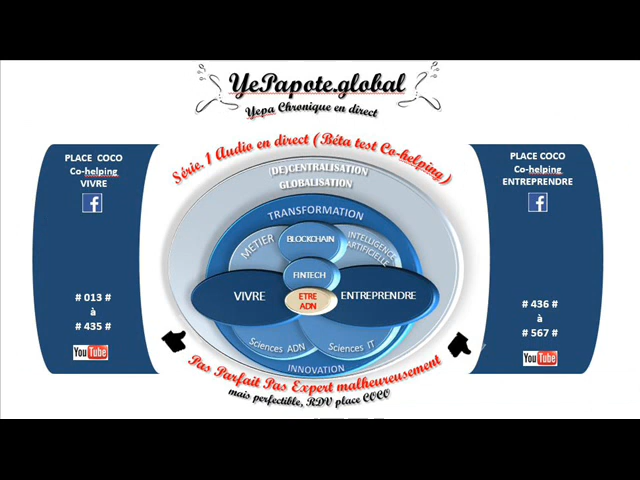 YePapote.global
Yepa Chronique en direct
Série, 1 Audio en direct (Béta test Co-helping)
PLACE COCO
Co-helping
VIVRE
# 013 #
à
# 435 #
YouTube
(DE)CENTRALISATION
GLOBALISATION
TRANSFORMATION
METIER
BLOCKCHAIN
INTELLIGENCE
ARTIFICIELLE
FINTECH
VIVRE
ETRE
ADN
ENTREPRENDRE
Sciences ADN
Sciences IT
INNOVATION
Pas Parfait Pas Expert malheureusement
mais perfectible, RDV place COCO
PLACE COCO
Co-helping
ENTREPRENDRE
# 436 #
à
# 567 #
YouTube